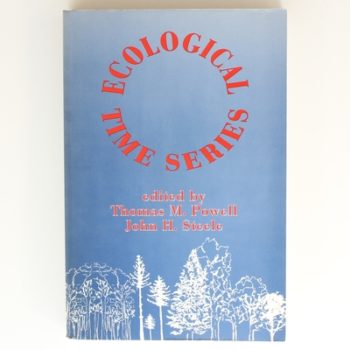 ECOLOGICAL
TIME SERIES
edited by
Thomas M. Powell
John H. Steele